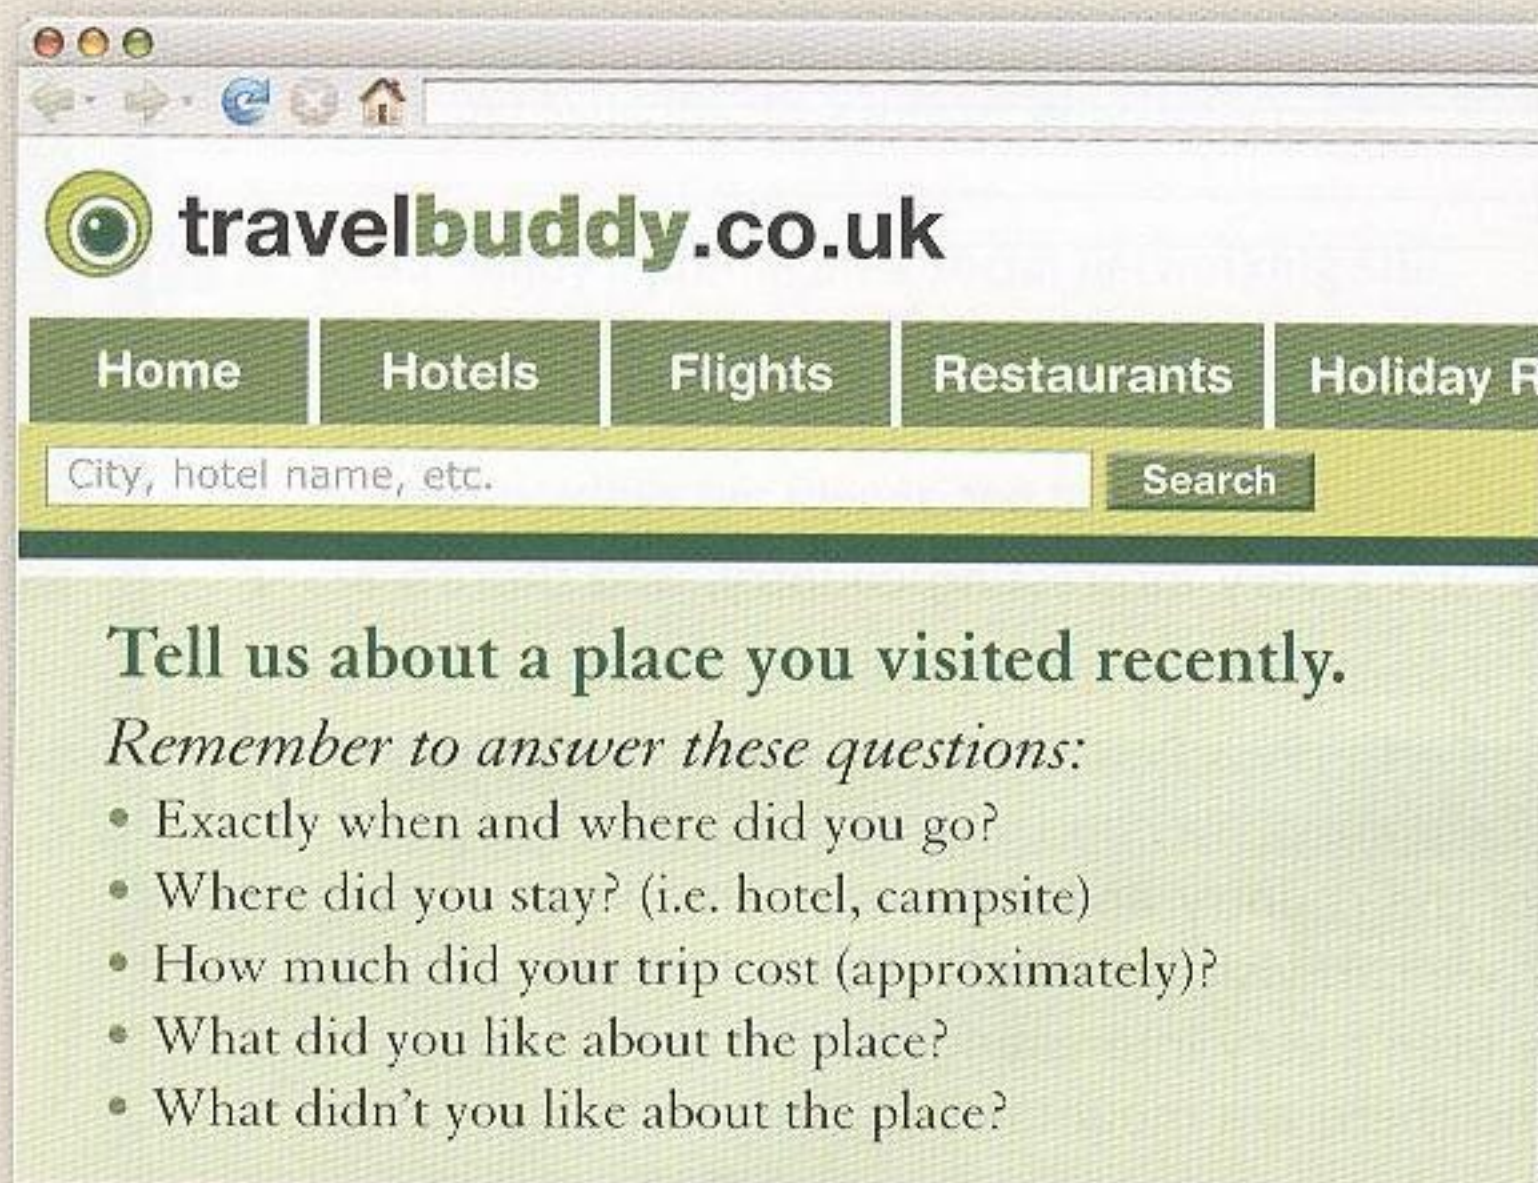 travelbuddy.co.uk
Home Hotels Flights Restaurants Holiday R
City, hotel name, etc. Search
Tell us about a place you visited recently.
Remember to answer these questions:
• Exactly when and where did you go?
• Where did you stay? (i.e. hotel, campsite)
• How much did your trip cost (approximately)?
• What did you like about the place?
• What didn't you like about the place?